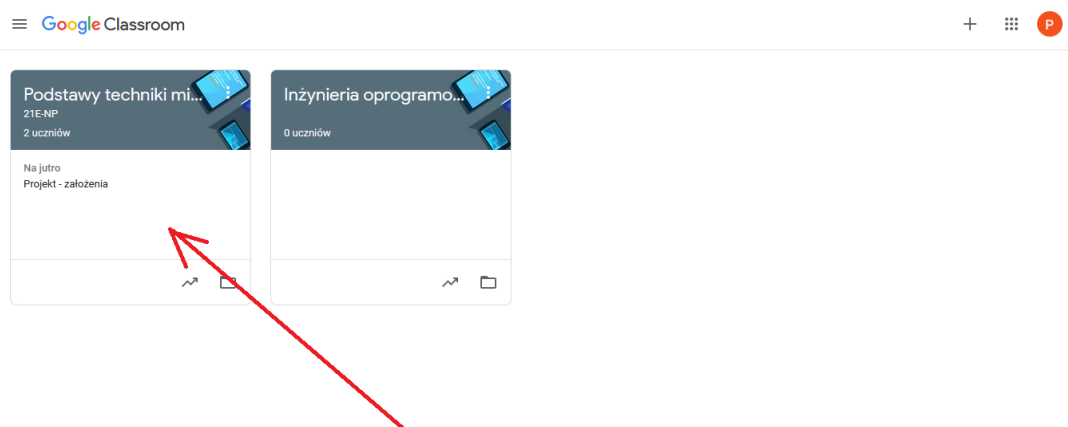 Google Classroom
P
Podstawy techniki mi...
21E-NP
2 uczniów
Na jutro
Projekt - założenia
Inżynieria oprogramo...
0 uczniów